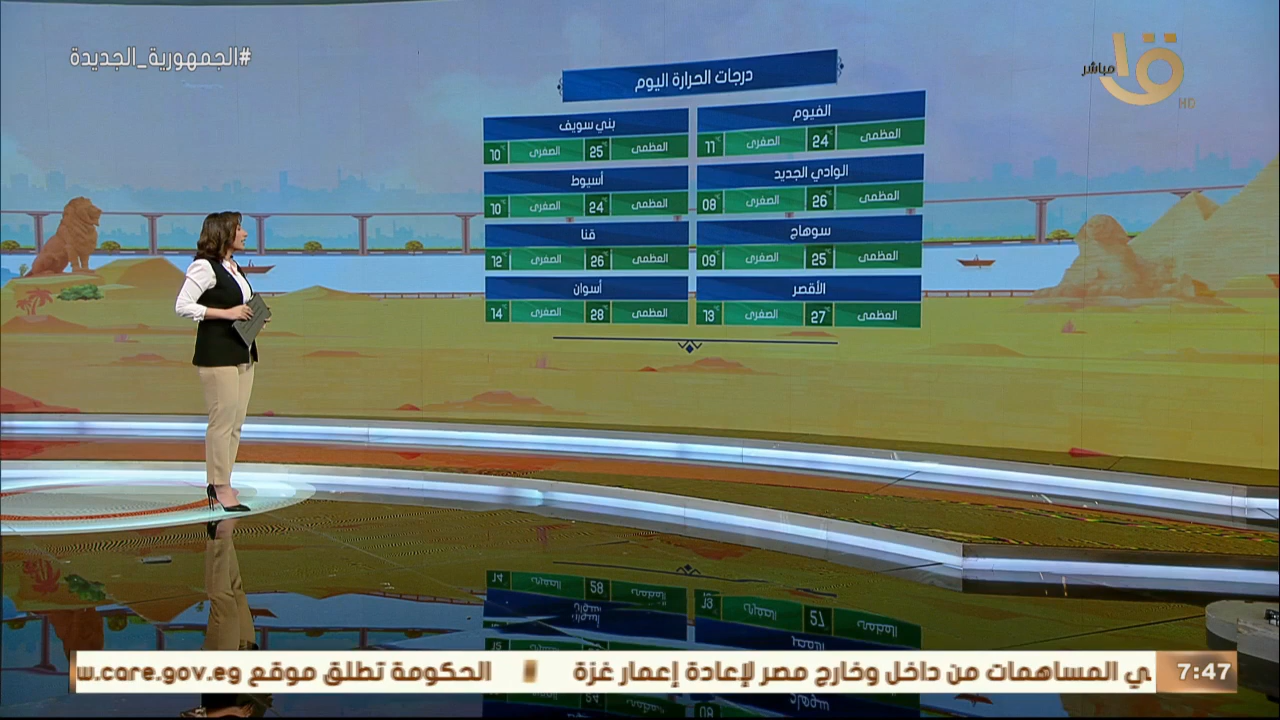 #الجمهورية_الجديدة
مباشر
HD
درجات الحرارة اليوم
الفيوم
العظمى 24°c الصغرى 11°c
بني سويف
العظمى 25°c الصغرى 10°c
الوادي الجديد
العظمى 26°c الصغرى 08°c
أسيوط
العظمى 24°c الصغرى 10°c
سوهاج
العظمى 25°c الصغرى 09°c
قنا
العظمى 26°c الصغرى 12°c
الأقصر
العظمى 27°c الصغرى 13°c
أسوان
العظمى 28°c الصغرى 14°c
7:47
ي المساهمات من داخل وخارج مصر لإعادة إعمار غزة
الحكومة تطلق موقع w.care.gov.eg